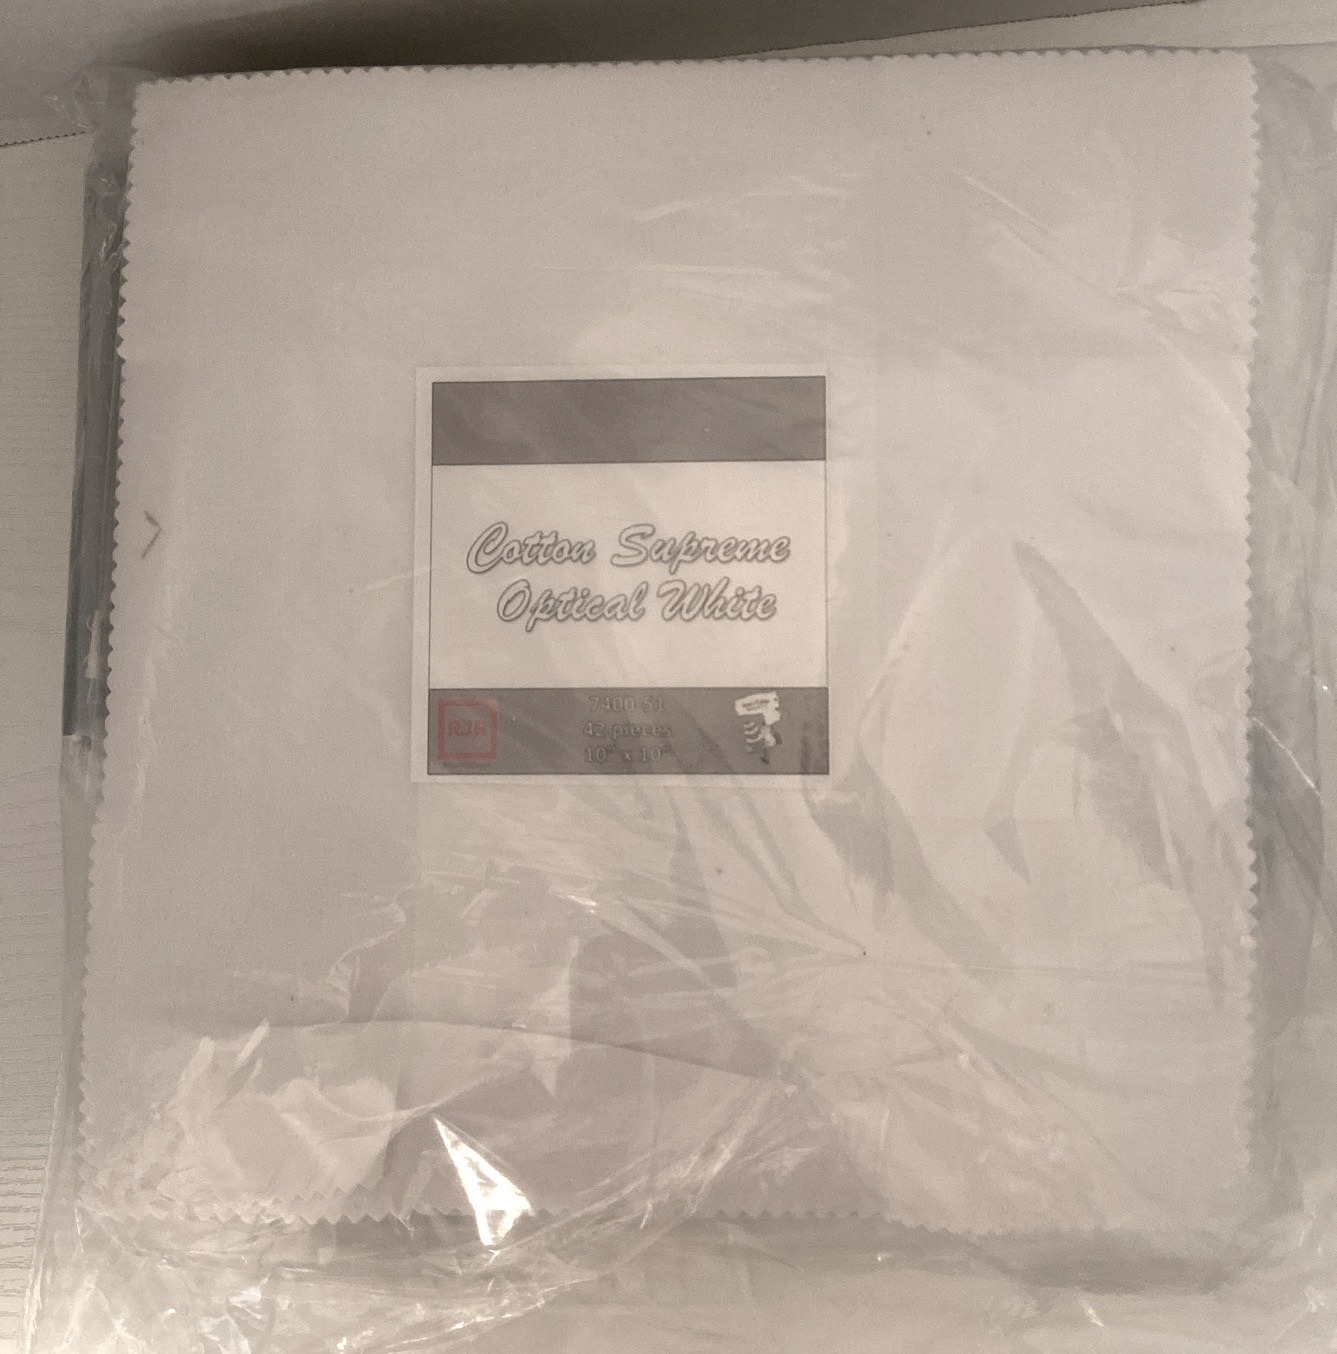 Cotton Supreme
Optical White
RJR
7400-51
42 pieces
10" x 10"